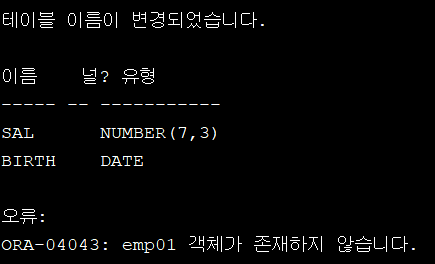 테이블 이름이 변경되었습니다.
이름    널? 유형
----- -- -----------
SAL      NUMBER(7,3)
BIRTH    DATE
오류:
ORA-04043: emp01 객체가 존재하지 않습니다.